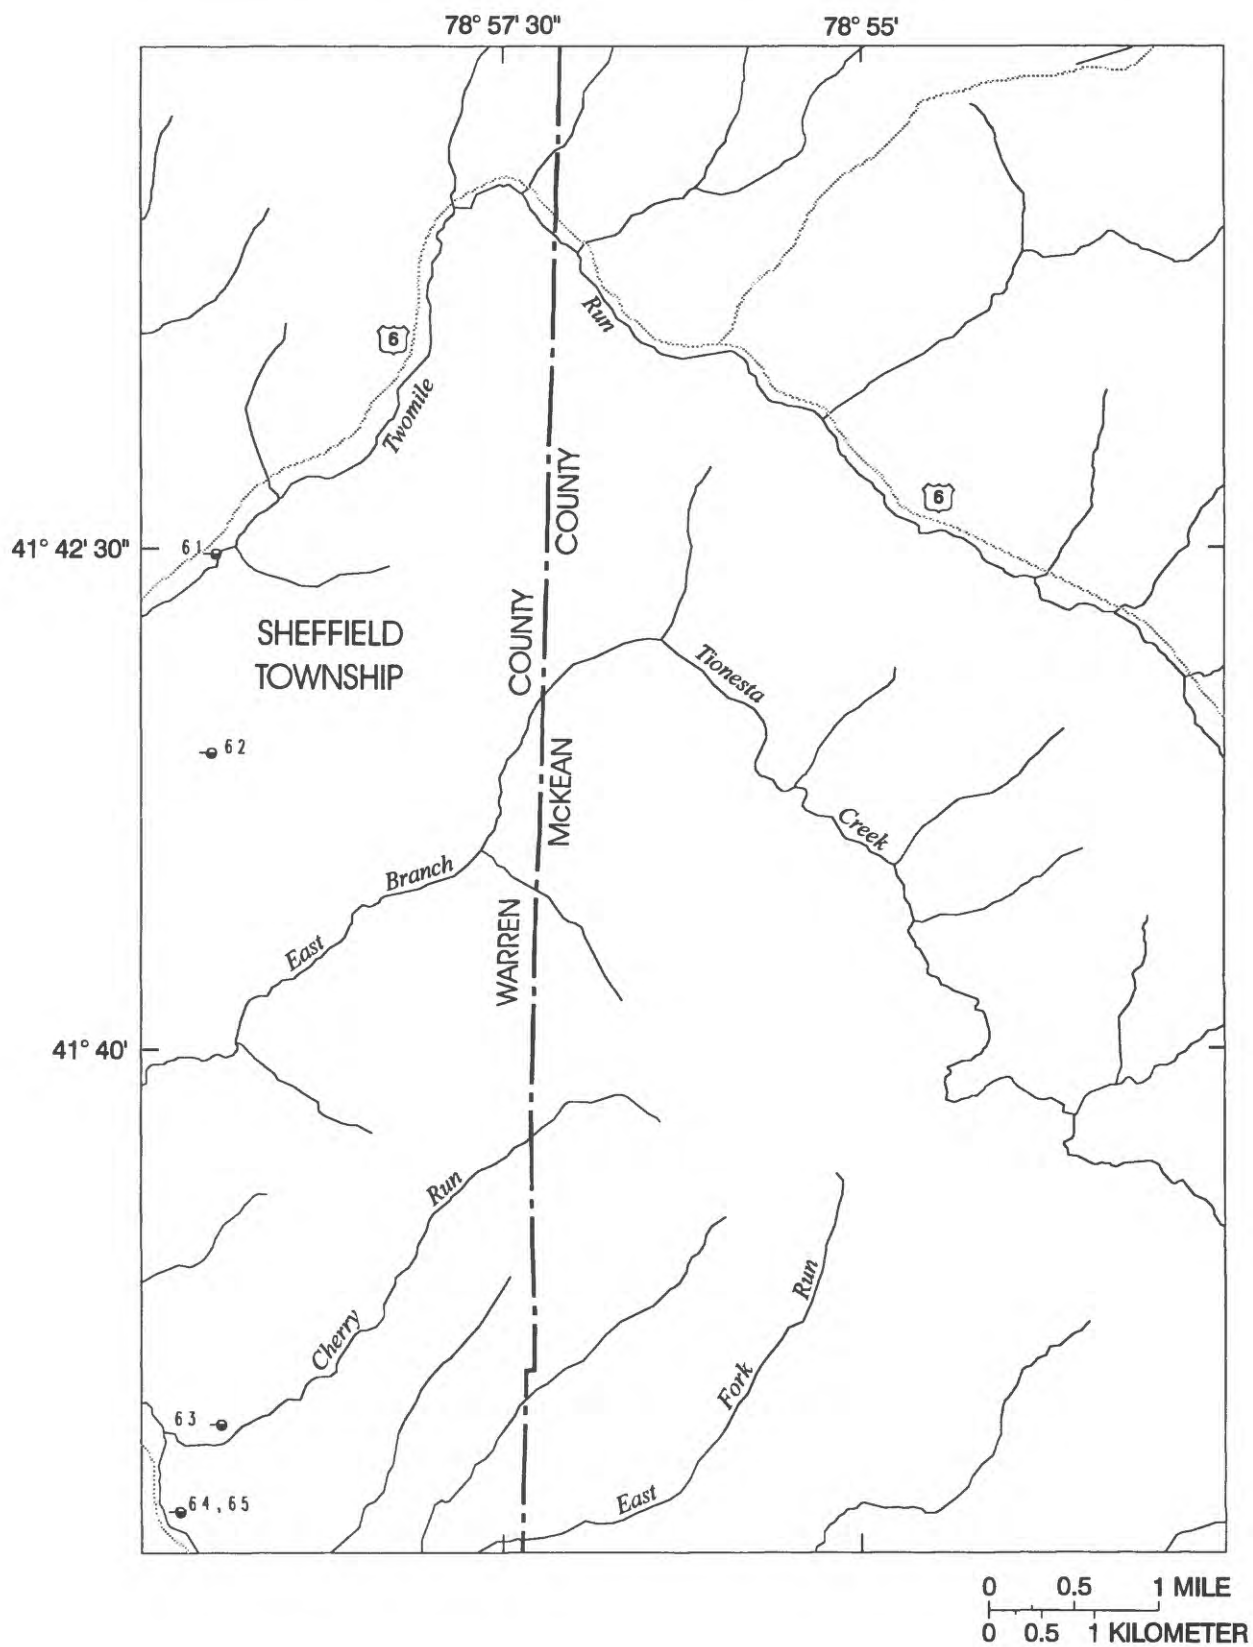 78° 57' 30"
78° 55'
6
Run
Twomile
COUNTY
6
41° 42' 30"
61
COUNTY
SHEFFIELD
TOWNSHIP
Tionesta
62
McKEAN
Creek
Branch
WARREN
East
41° 40'
Run
Run
Cherry
Fork
63
East
64,65
0 0.5 1 MILE
0 0.5 1 KILOMETER